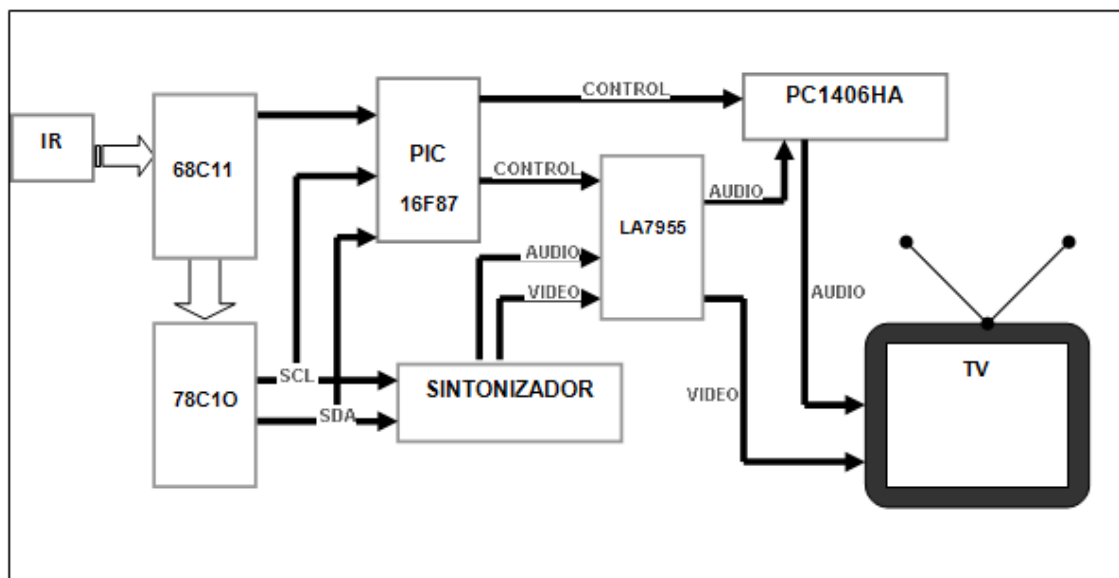 IR
68C11
PIC
16F87
CONTROL
PC1406HA
CONTROL
LA7955
AUDIO
AUDIO
VIDEO
AUDIO
78C1O
SCL
SDA
SINTONIZADOR
VIDEO
TV